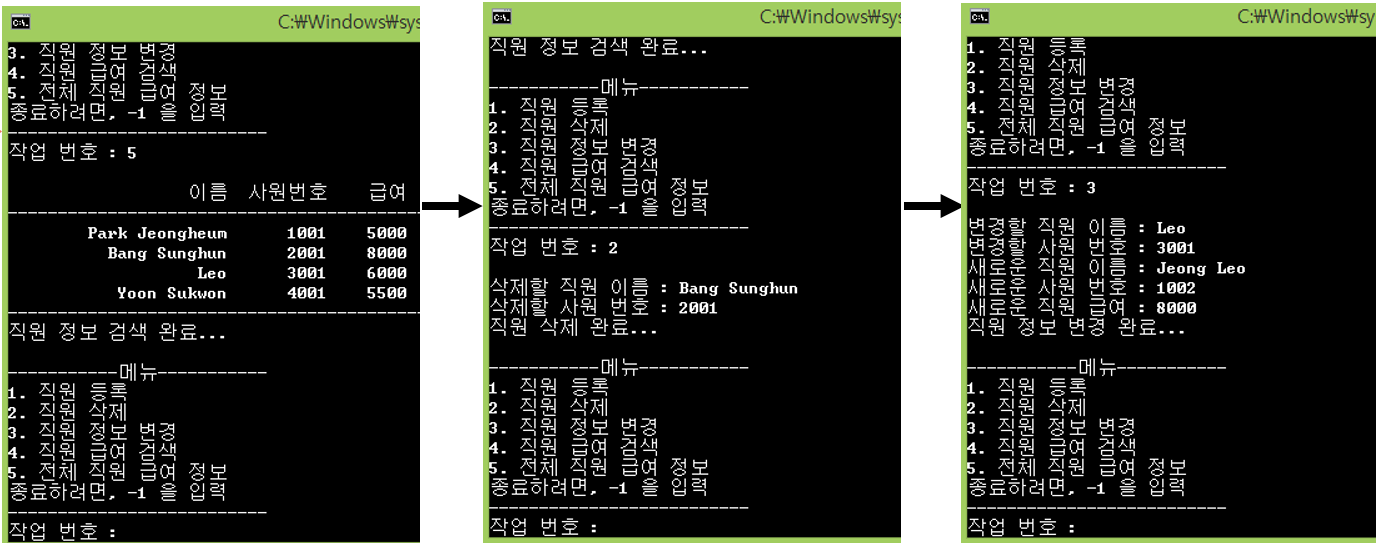 C:₩Windows₩sys
3. 직원 정보 변경
4. 직원 급여 검색
5. 전체 직원 급여 정보
종료하려면, -1 을 입력
--------------------------
작업 번호 : 5
이름 사원번호 급여
Park Jeongheum 1001 5000
Bang Sunghun 2001 8000
Leo 3001 6000
Yoon Sukwon 4001 5500
직원 정보 검색 완료...
-----------메뉴-----------
1. 직원 등록
2. 직원 삭제
3. 직원 정보 변경
4. 직원 급여 검색
5. 전체 직원 급여 정보
종료하려면, -1 을 입력
--------------------------
작업 번호 :
C:₩Windows₩sys
직원 정보 검색 완료...
-----------메뉴-----------
1. 직원 등록
2. 직원 삭제
3. 직원 정보 변경
4. 직원 급여 검색
5. 전체 직원 급여 정보
종료하려면, -1 을 입력
--------------------------
작업 번호 : 2
삭제할 직원 이름 : Bang Sunghun
삭제할 사원 번호 : 2001
직원 삭제 완료...
-----------메뉴-----------
1. 직원 등록
2. 직원 삭제
3. 직원 정보 변경
4. 직원 급여 검색
5. 전체 직원 급여 정보
종료하려면, -1 을 입력
--------------------------
작업 번호 :
C:₩Windows₩sy
1. 직원 등록
2. 직원 삭제
3. 직원 정보 변경
4. 직원 급여 검색
5. 전체 직원 급여 정보
종료하려면, -1 을 입력
--------------------------
작업 번호 : 3
변경할 직원 이름 : Leo
변경할 사원 번호 : 3001
새로운 직원 이름 : Jeong Leo
새로운 사원 번호 : 1002
새로운 직원 급여 : 8000
직원 정보 변경 완료...
-----------메뉴-----------
1. 직원 등록
2. 직원 삭제
3. 직원 정보 변경
4. 직원 급여 검색
5. 전체 직원 급여 정보
종료하려면, -1 을 입력
--------------------------
작업 번호 :